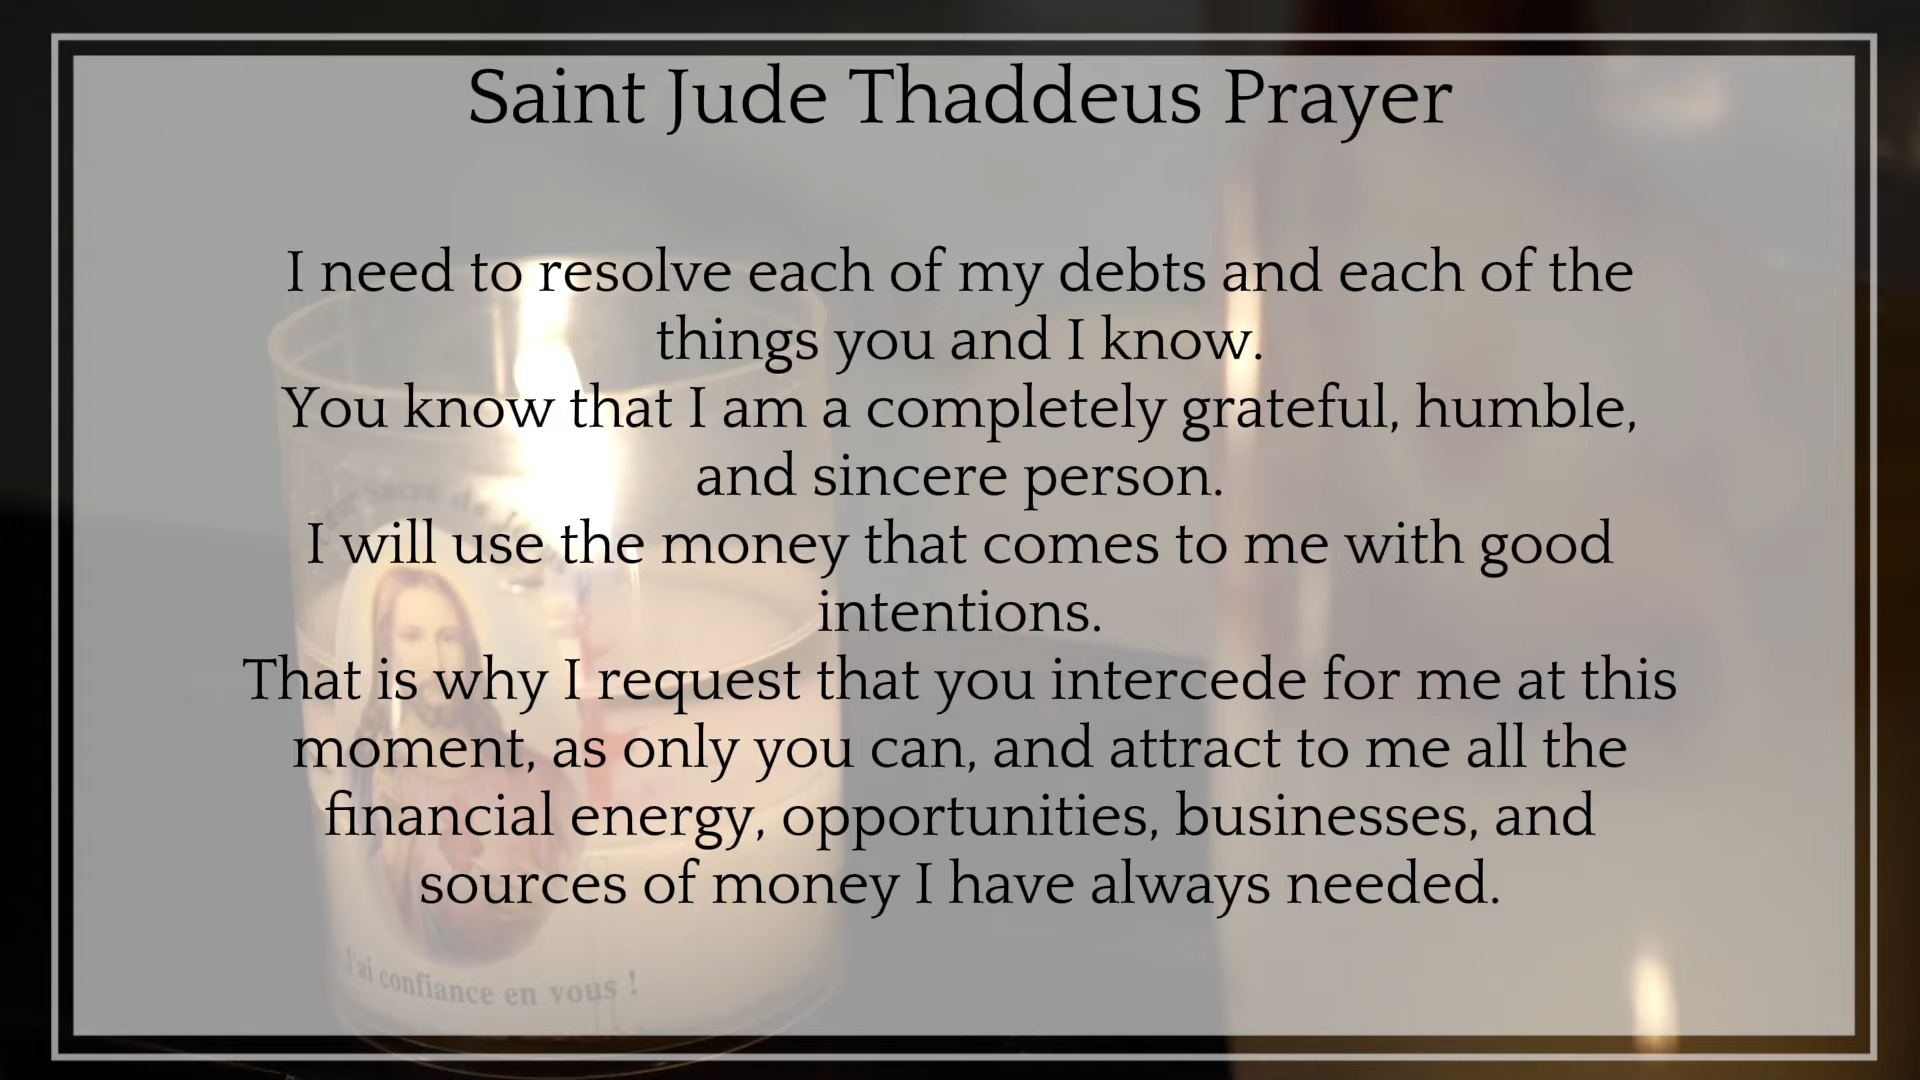 Saint Jude Thaddeus Prayer
I need to resolve each of my debts and each of the
things you and I know.
You know that I am a completely grateful, humble,
and sincere person.
I will use the money that comes to me with good
intentions.
That is why I request that you intercede for me at this
moment, as only you can, and attract to me all the
financial energy, opportunities, businesses, and
sources of money I have always needed.
Sacré de
J'ai confiance en vous !